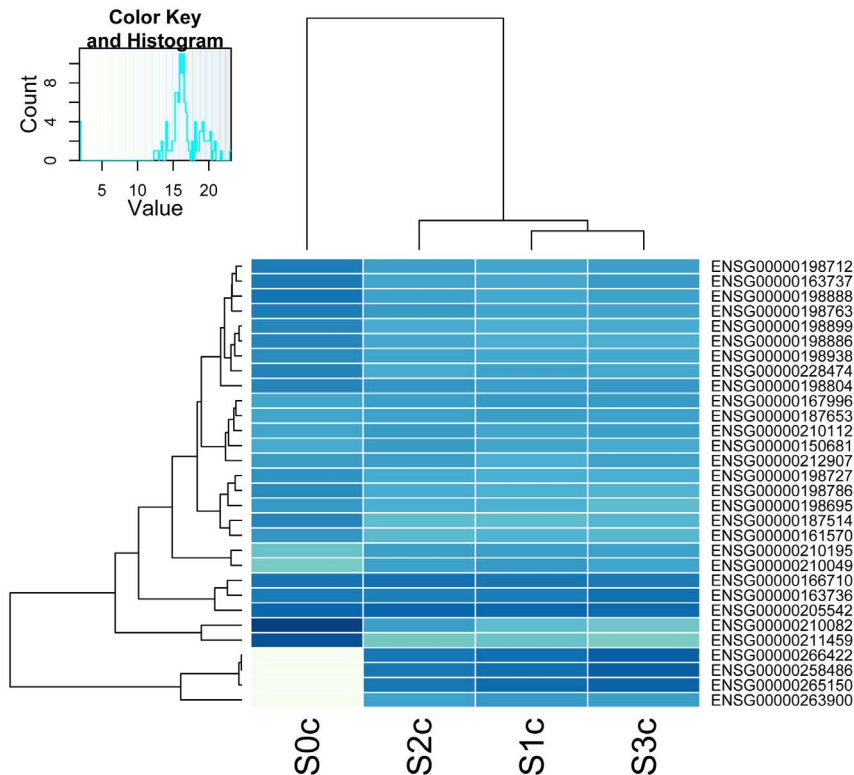 Color Key
and Histogram
Count
0 4 8
5 10 15 20
Value
ENSG00000198712
ENSG00000163737
ENSG00000198888
ENSG00000198763
ENSG00000198899
ENSG00000198886
ENSG00000198938
ENSG00000228474
ENSG00000198804
ENSG00000167996
ENSG00000187653
ENSG00000210112
ENSG00000150681
ENSG00000212907
ENSG00000198727
ENSG00000198786
ENSG00000198695
ENSG00000187514
ENSG00000161570
ENSG00000210195
ENSG00000210049
ENSG00000166710
ENSG00000163736
ENSG00000205542
ENSG00000210082
ENSG00000211459
ENSG00000266422
ENSG00000258486
ENSG00000265150
ENSG00000263900
S0c S2c S1c S3c